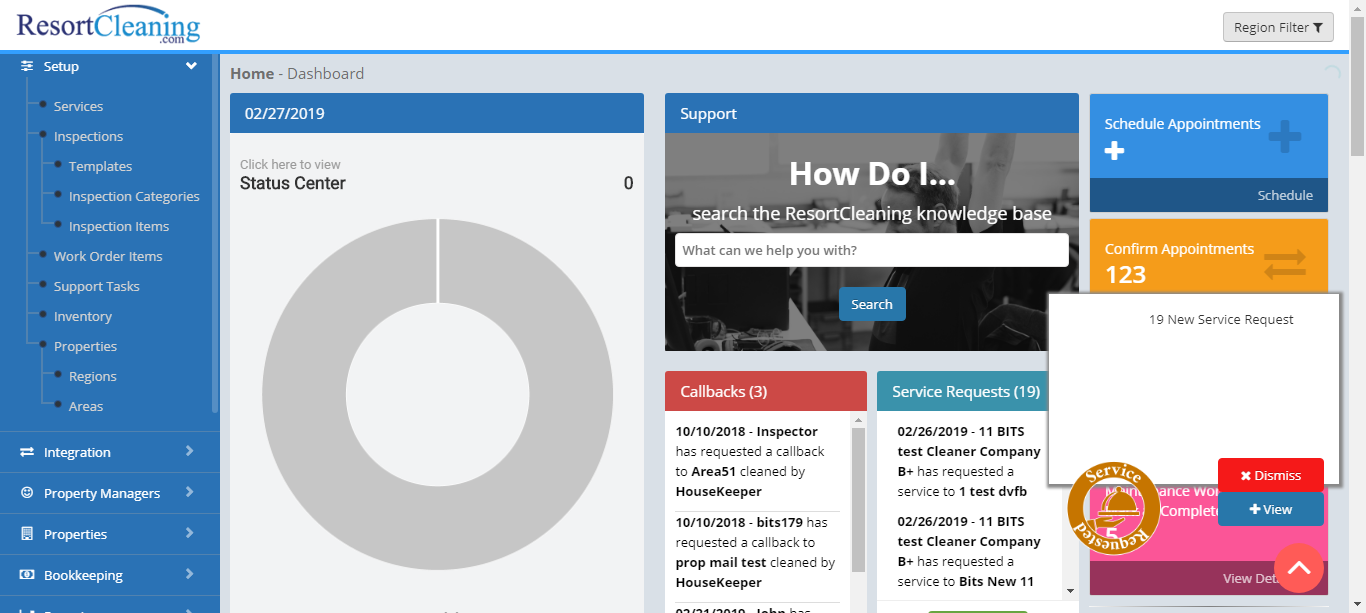 ResortCleaning
.com
Region Filter
Setup
Services
Inspections
Templates
Inspection Categories
Inspection Items
Work Order Items
Support Tasks
Inventory
Properties
Regions
Areas
Integration
Property Managers
Properties
Bookkeeping
Home - Dashboard
02/27/2019
Click here to view
Status Center 0
Support
How Do I...
search the ResortCleaning knowledge base
What can we help you with?
Search
Callbacks (3)
10/10/2018 - Inspector
has requested a callback
to Area51 cleaned by
HouseKeeper
10/10/2018 - bits179 has
requested a callback to
prop mail test cleaned by
HouseKeeper
02/21/2019 - John has
Service Requests (19)
02/26/2019 - 11 BITS
test Cleaner Company
B+ has requested a
service to 1 test dvfb
02/26/2019 - 11 BITS
test Cleaner Company
B+ has requested a
service to Bits New 11
Schedule Appointments
Schedule
Confirm Appointments
123
19 New Service Request
Dismiss
View
Service
Requested
Complete
5
View